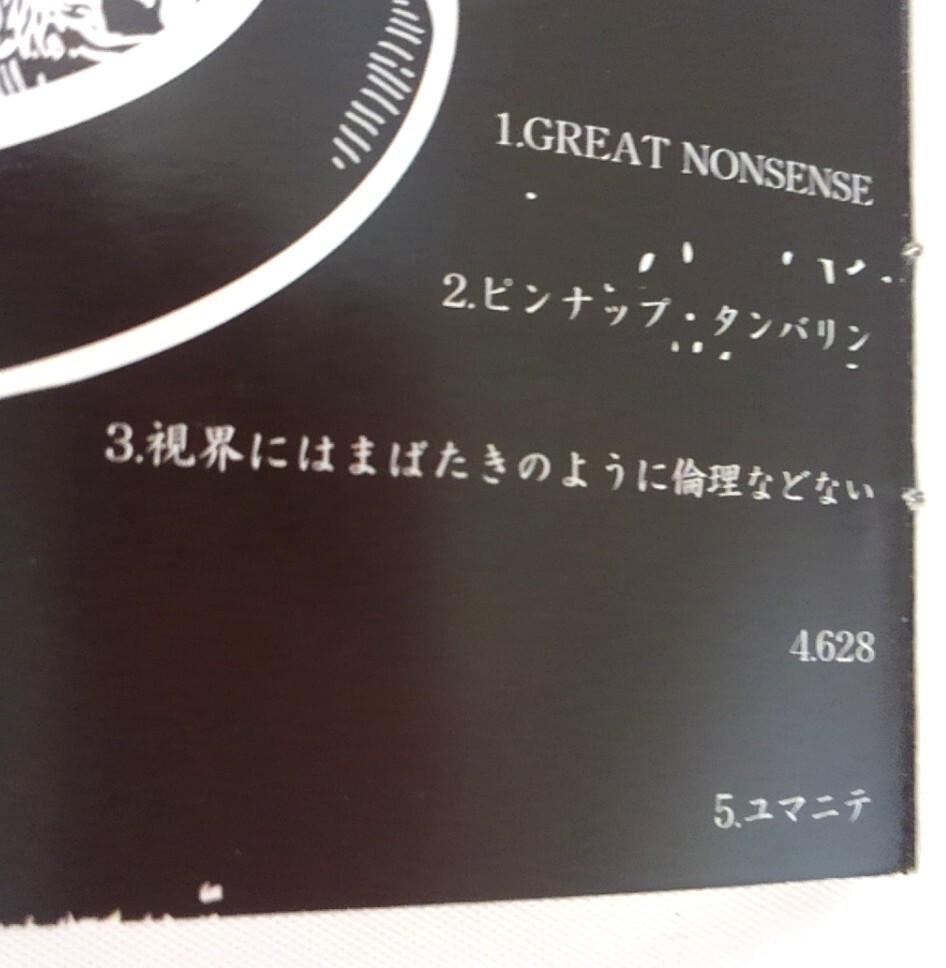 1.GREAT NONSENSE
2.ピンナップ・タンバリン
3.視界にはまばたきのように倫理などない
4.628
5.ユマニテ